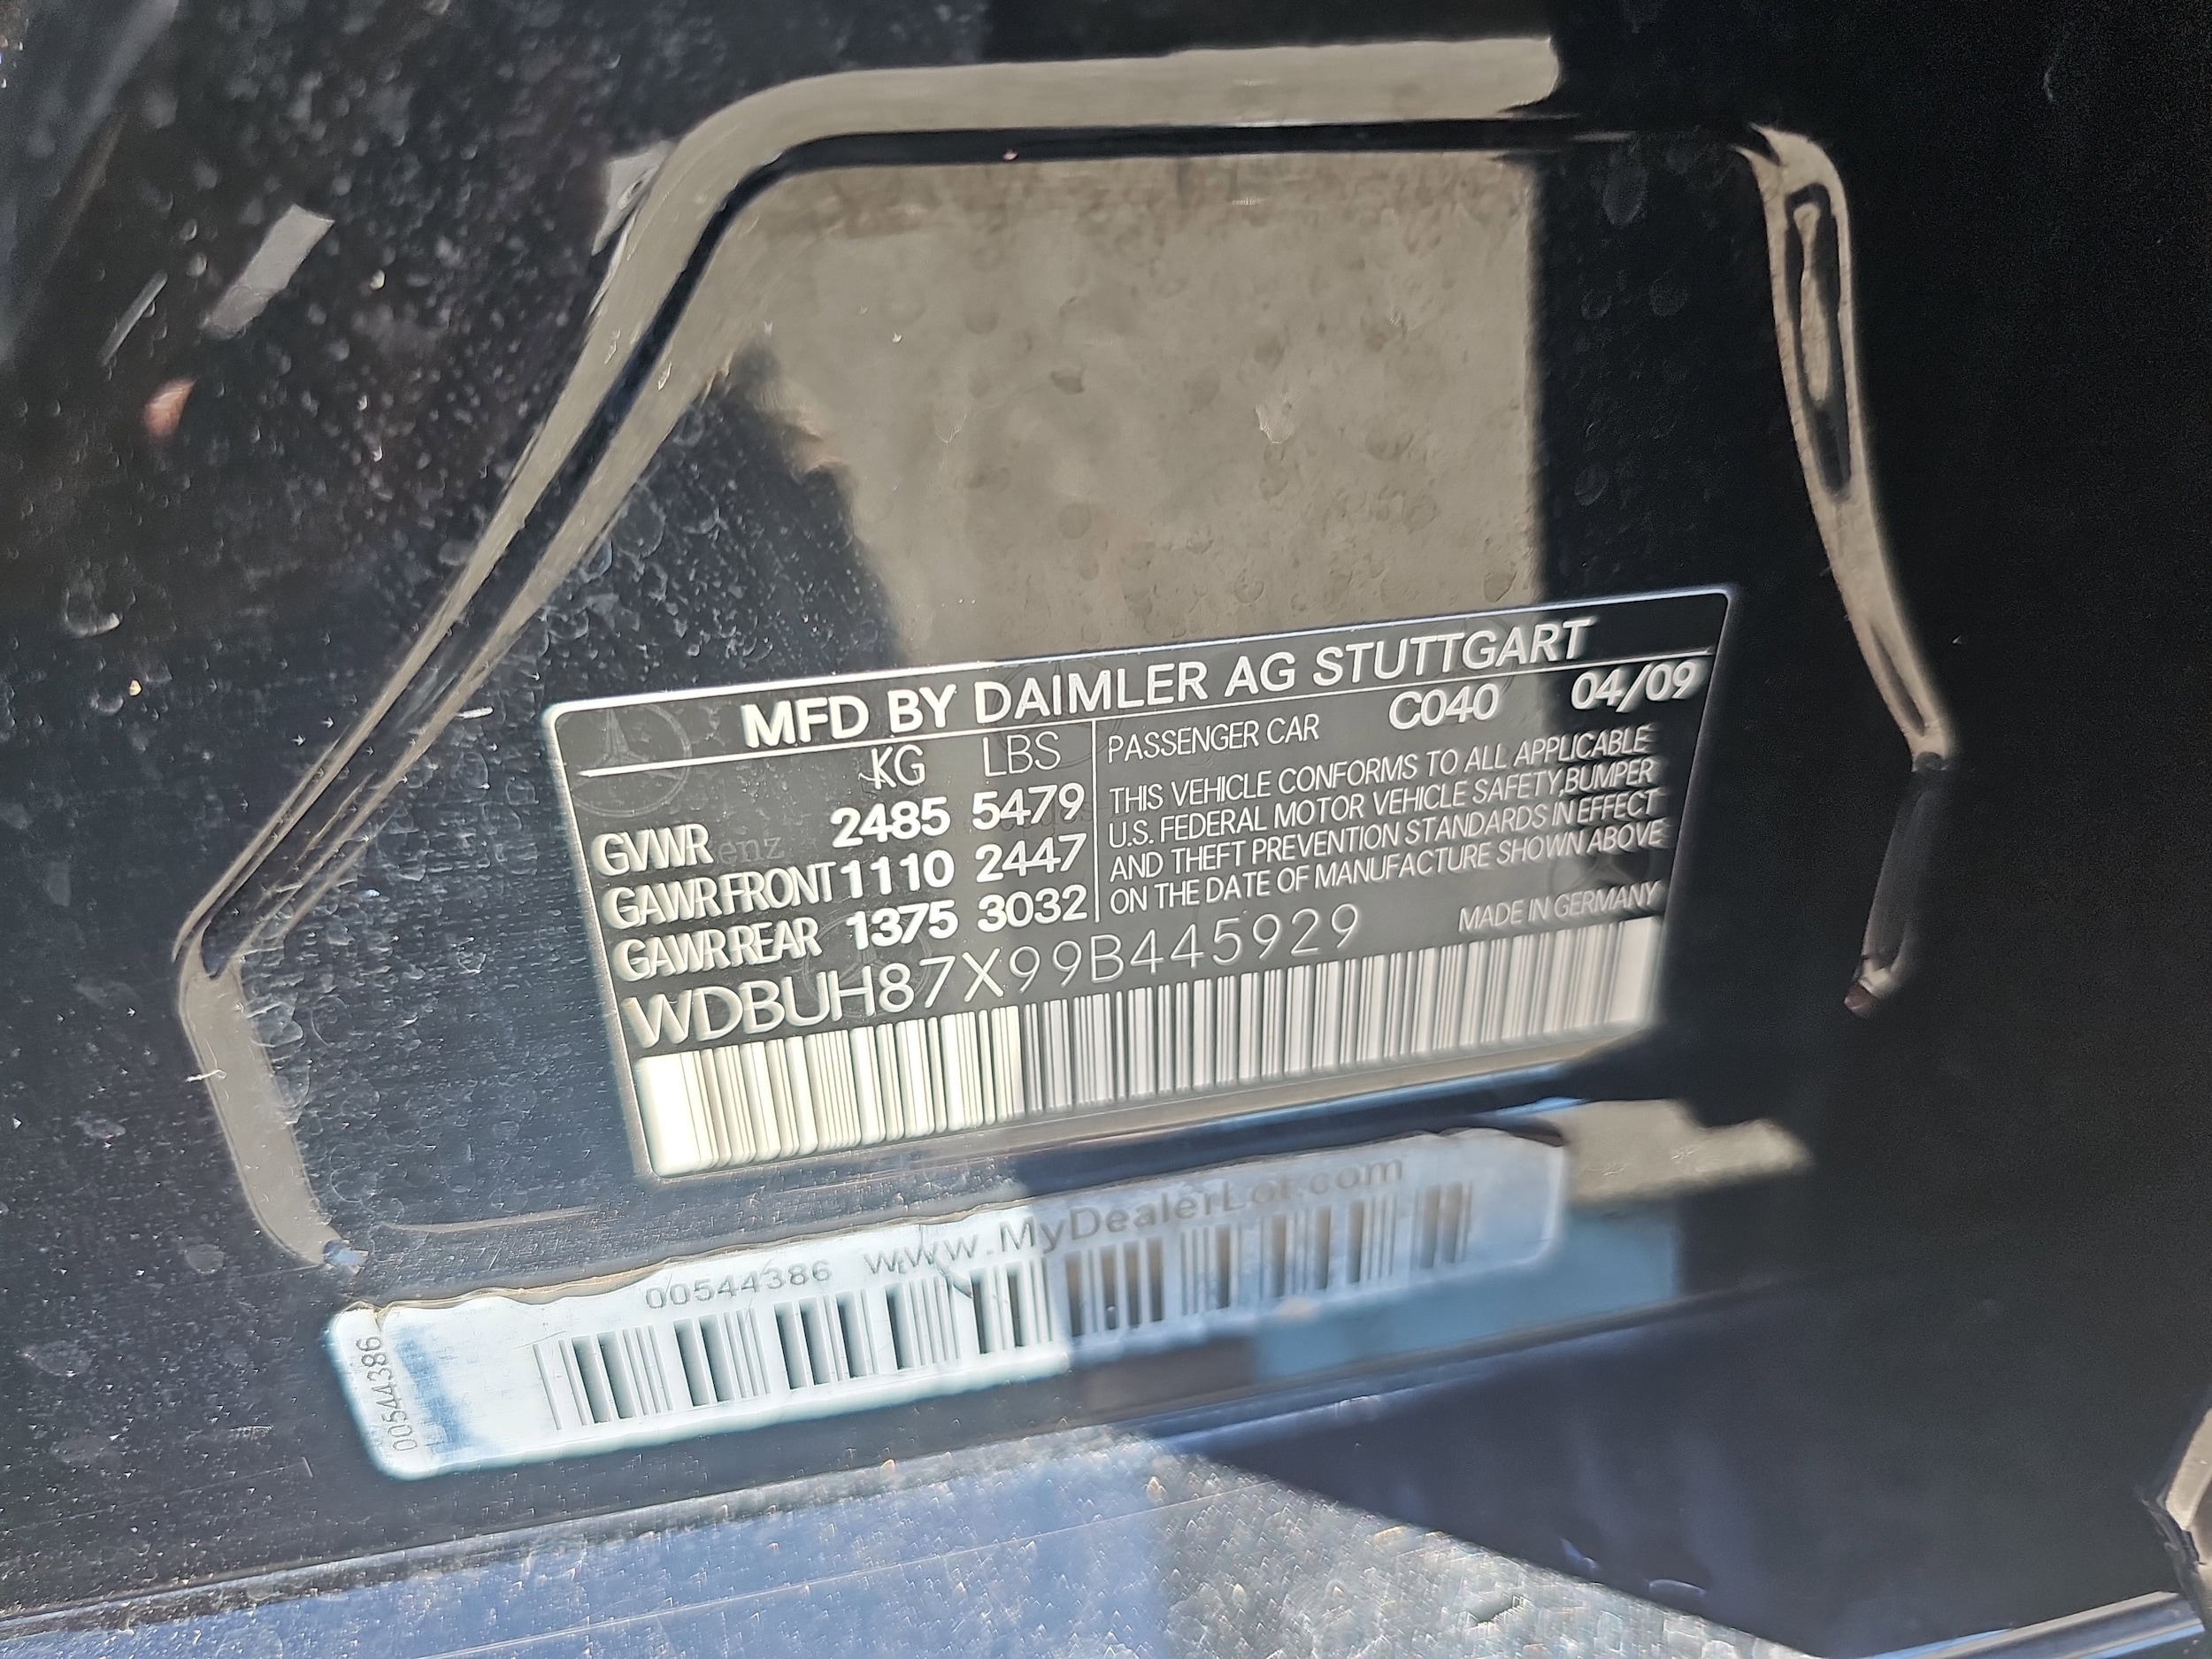 MFD BY DAIMLER AG STUTTGART
KG LBS
GVWR 2485 5479
GAWR FRONT 1110 2447
GAWR REAR 1375 3032
PASSENGER CAR C040 04/09
THIS VEHICLE CONFORMS TO ALL APPLICABLE
U.S. FEDERAL MOTOR VEHICLE SAFETY,BUMPER
AND THEFT PREVENTION STANDARDS IN EFFECT
ON THE DATE OF MANUFACTURE SHOWN ABOVE
MADE IN GERMANY
WDBUH87X99B445929
00544386 www.MyDealerLot.com
00544386